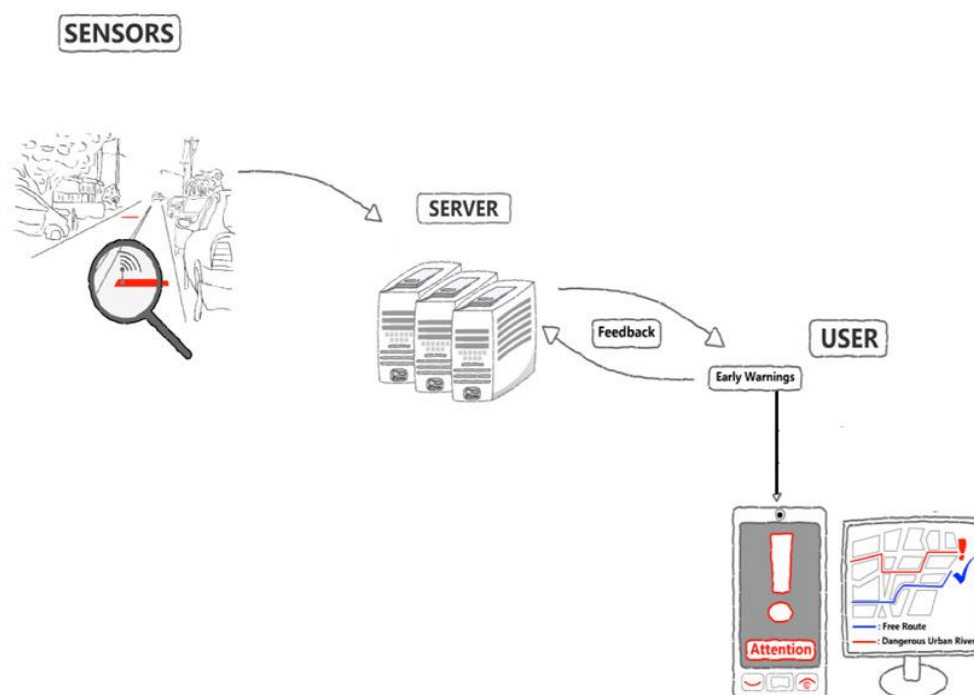 SENSORS
SERVER
Feedback
USER
Early Warnings
Attention
: Free Route
: Dangerous Urban River